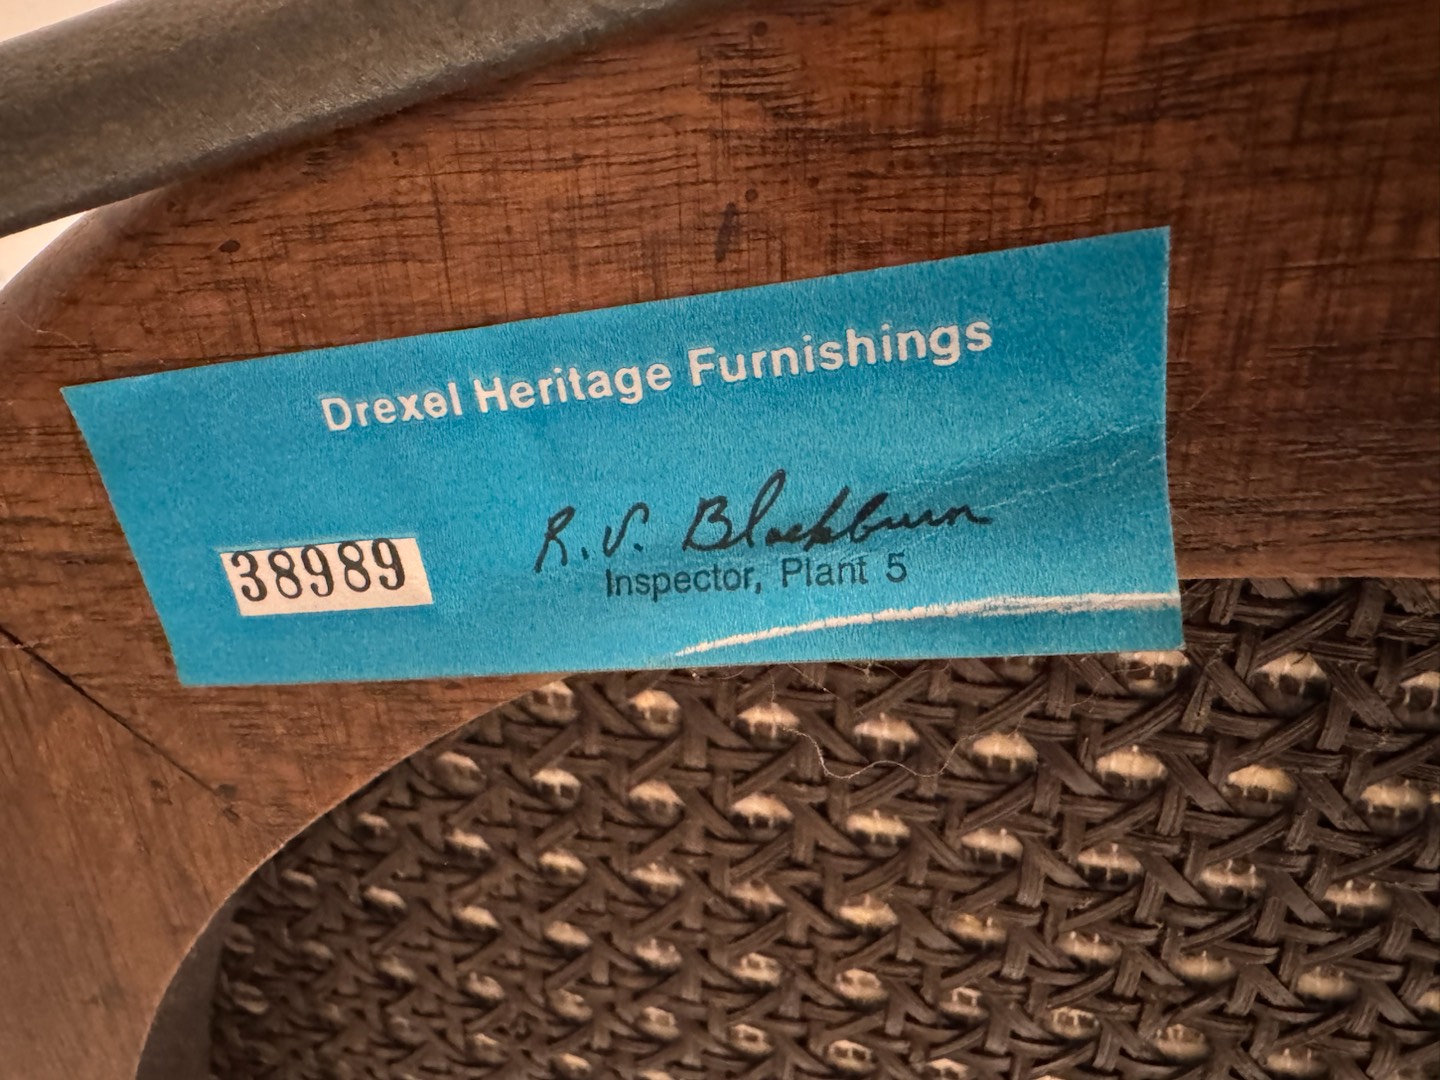 Drexel Heritage Furnishings
R.V. Blackburn
38989
Inspector, Plant 5